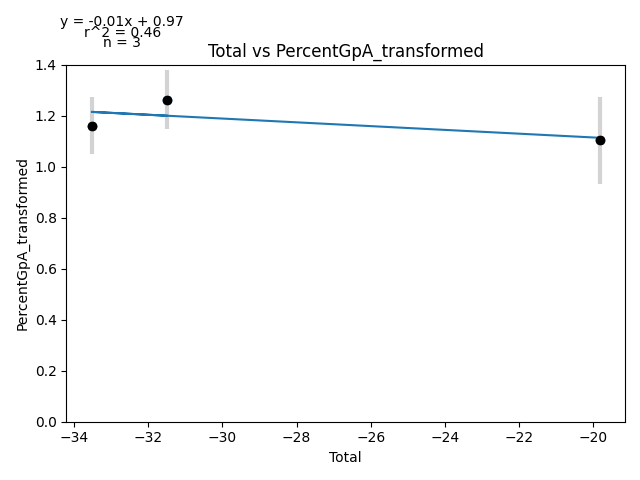 y = -0.01x + 0.97
r^2 = 0.46
n = 3
Total vs PercentGpA_transformed
PercentGpA_transformed
1.4
1.2
1.0
0.8
0.6
0.4
0.2
0.0
−34
−32
−30
−28
−26
−24
−22
−20
Total